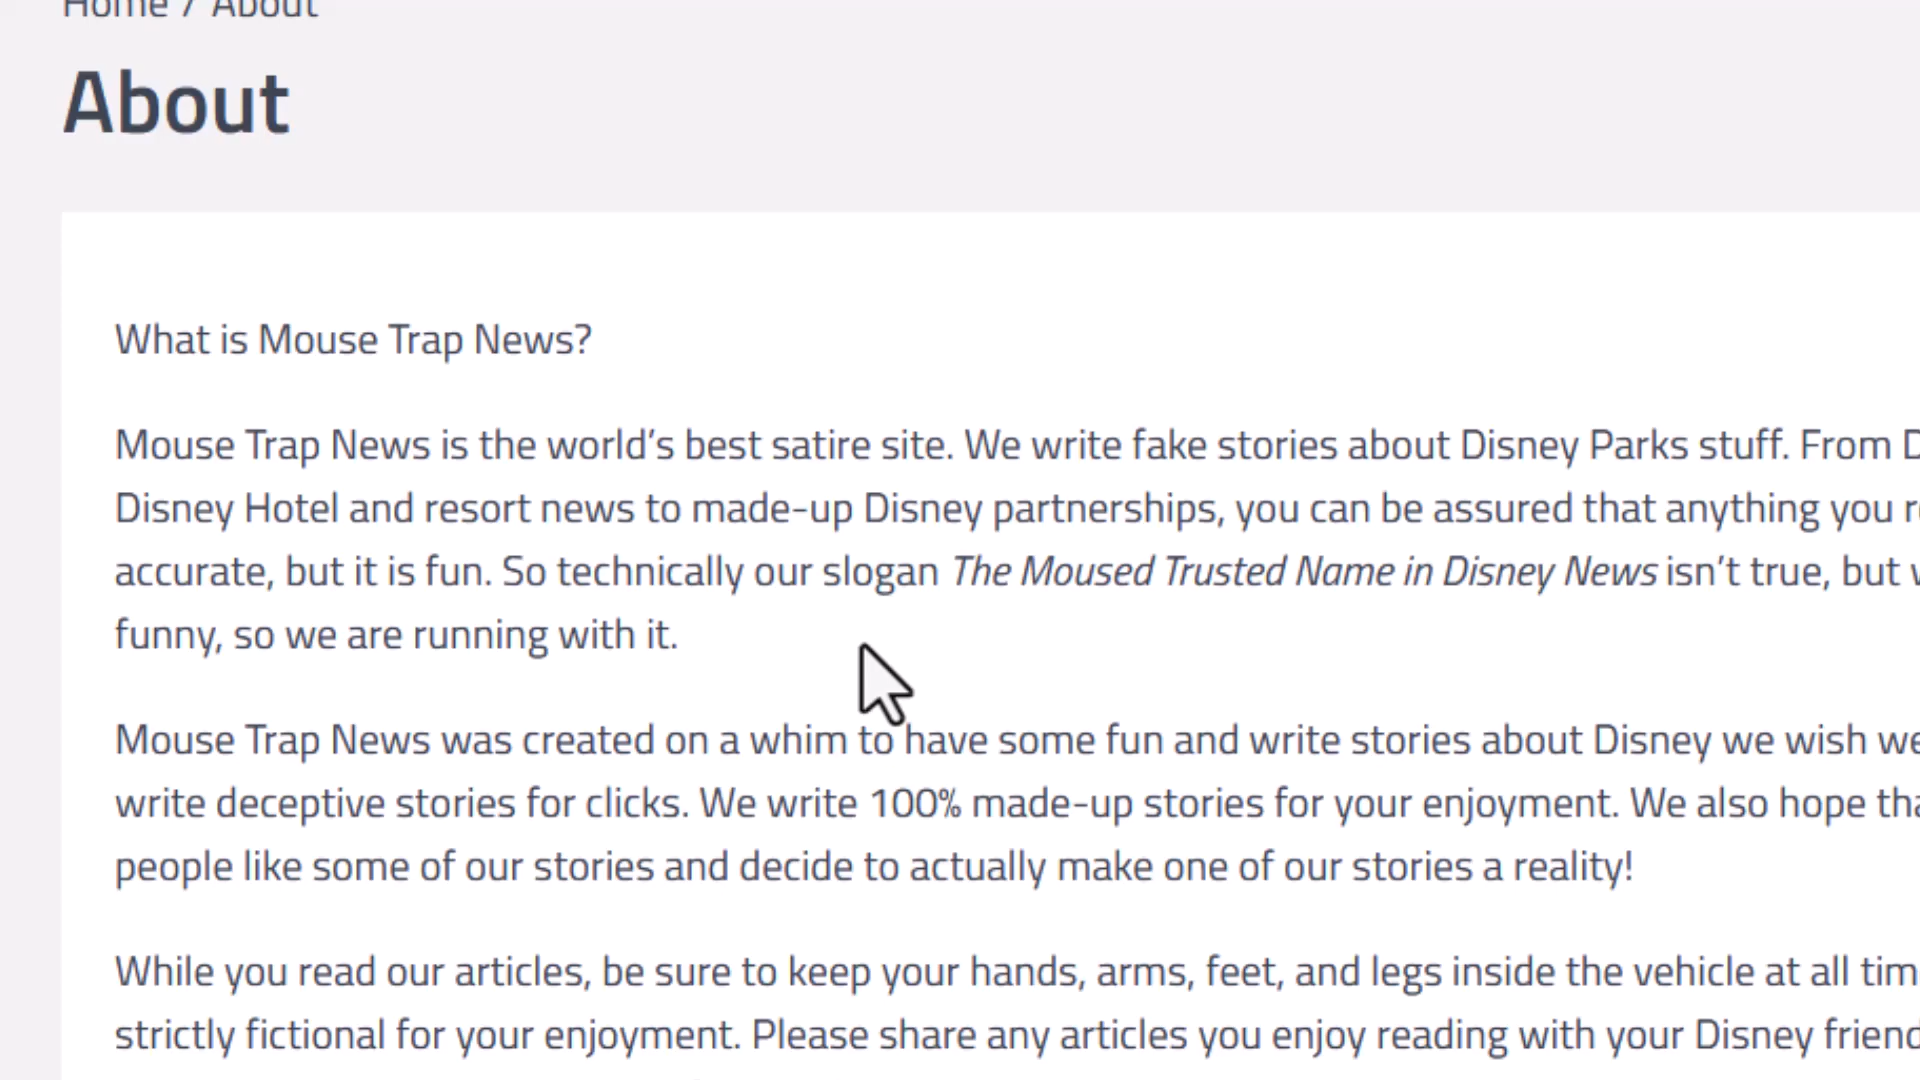 Home / About
About
What is Mouse Trap News?
Mouse Trap News is the world’s best satire site. We write fake stories about Disney Parks stuff. From
Disney Hotel and resort news to made-up Disney partnerships, you can be assured that anything you
accurate, but it is fun. So technically our slogan The Moused Trusted Name in Disney News isn’t true, but
funny, so we are running with it.
Mouse Trap News was created on a whim to have some fun and write stories about Disney we wish we
write deceptive stories for clicks. We write 100% made-up stories for your enjoyment. We also hope
people like some of our stories and decide to actually make one of our stories a reality!
While you read our articles, be sure to keep your hands, arms, feet, and legs inside the vehicle at all
strictly fictional for your enjoyment. Please share any articles you enjoy reading with your Disney